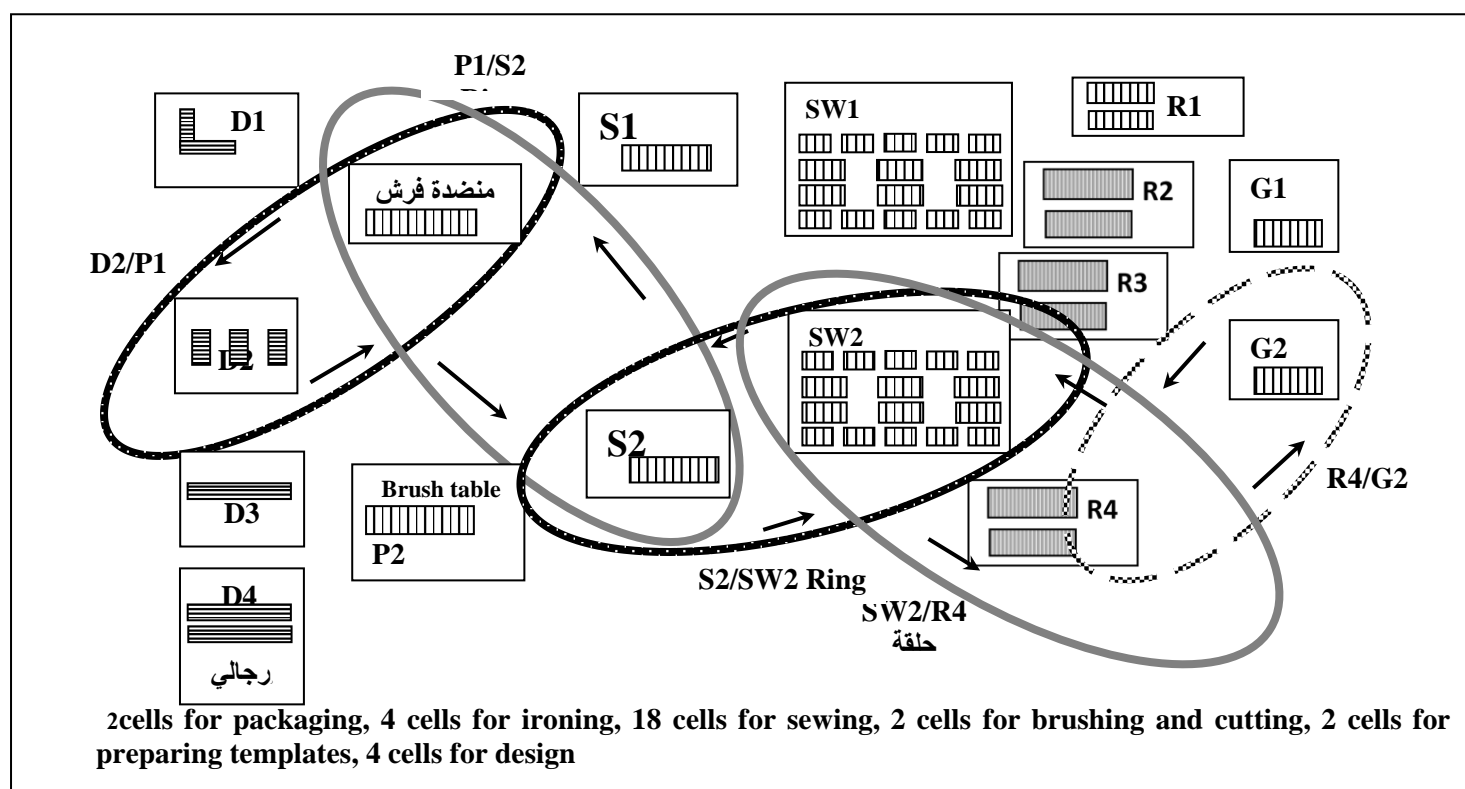 P1/S2
D1
S1
SW1
R1
منضدة فرش
R2
G1
D2/P1
R3
D2
SW2
G2
S2
D3
Brush table
P2
R4
R4/G2
S2/SW2 Ring
D4
رجالي
SW2/R4
حلقة
2cells for packaging, 4 cells for ironing, 18 cells for sewing, 2 cells for brushing and cutting, 2 cells for
preparing templates, 4 cells for design